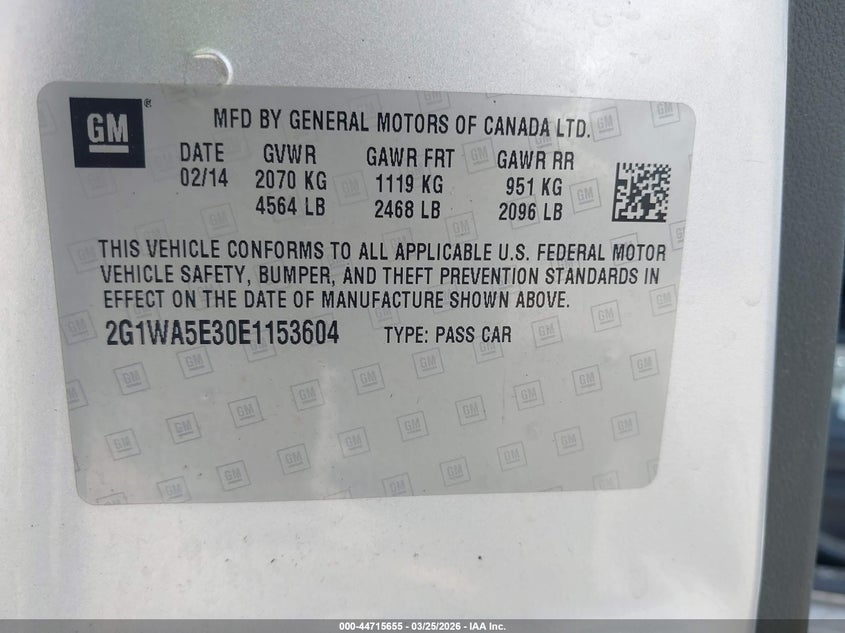 GM ®
MFD BY GENERAL MOTORS OF CANADA LTD.
DATE GVWR GAWR FRT GAWR RR
02/14 2070 KG 1119 KG 951 KG
4564 LB 2468 LB 2096 LB
THIS VEHICLE CONFORMS TO ALL APPLICABLE U.S. FEDERAL MOTOR
VEHICLE SAFETY, BUMPER, AND THEFT PREVENTION STANDARDS IN
EFFECT ON THE DATE OF MANUFACTURE SHOWN ABOVE.
2G1WA5E30E1153604 TYPE: PASS CAR
000-44715655 — 03/25/2026 — IAA Inc.